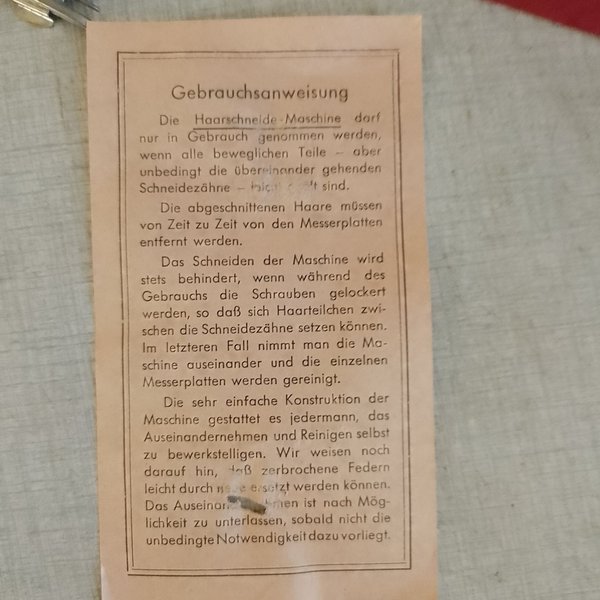 Gebrauchsanweisung
Die Haarschneide-Maschine darf
nur in Gebrauch genommen werden,
wenn alle beweglichen Teile – aber
unbedingt die übereinander gehenden
Schneidezähne – sind.
Die abgeschnittenen Haare müssen
von Zeit zu Zeit von den Messerplatten
entfernt werden.
Das Schneiden der Maschine wird
stets behindert, wenn während des
Gebrauchs die Schrauben gelockert
werden, so daß sich Haarteilchen zwi-
schen die Schneidezähne setzen können.
Im letzteren Fall nimmt man die Ma-
schine auseinander und die einzelnen
Messerplatten werden gereinigt.
Die sehr einfache Konstruktion der
Maschine gestattet es jedermann, das
Auseinandernehmen und Reinigen selbst
zu bewerkstelligen. Wir weisen noch
darauf hin, daß zerbrochene Federn
leicht durch neue ersetzt werden können.
Das Auseinandernehmen ist nach Mög-
lichkeit zu unterlassen, sobald nicht die
unbedingte Notwendigkeit dazu vorliegt.